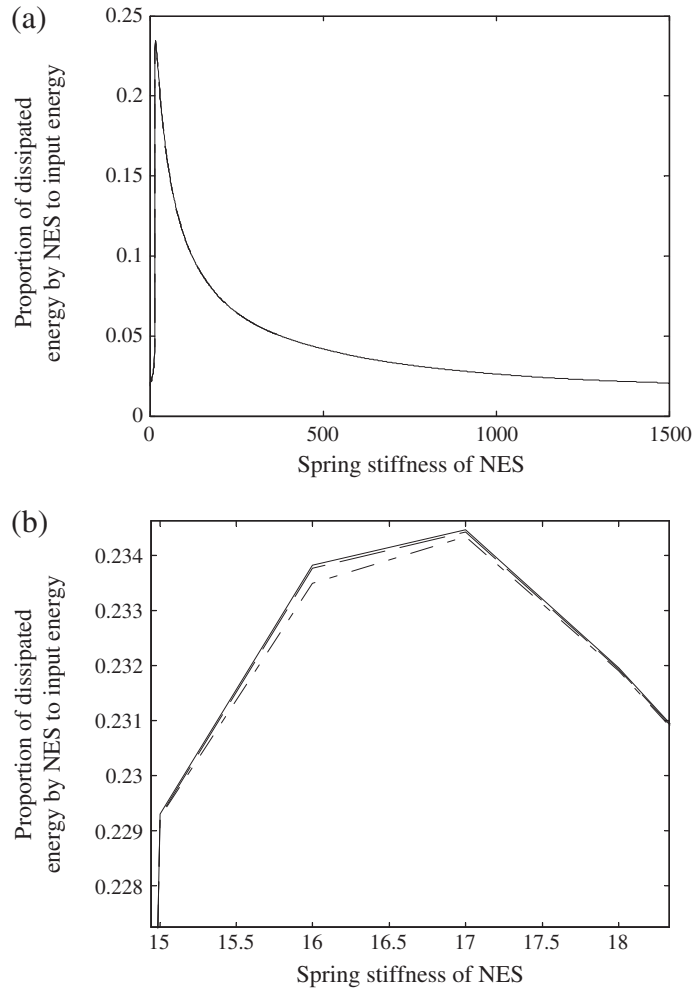 (a)
Proportion of dissipated
energy by NES to input energy
0.25
0.2
0.15
0.1
0.05
0
0 500 1000 1500
Spring stiffness of NES
(b)
Proportion of dissipated
energy by NES to input energy
0.234
0.233
0.232
0.231
0.23
0.229
0.228
15 15.5 16 16.5 17 17.5 18
Spring stiffness of NES